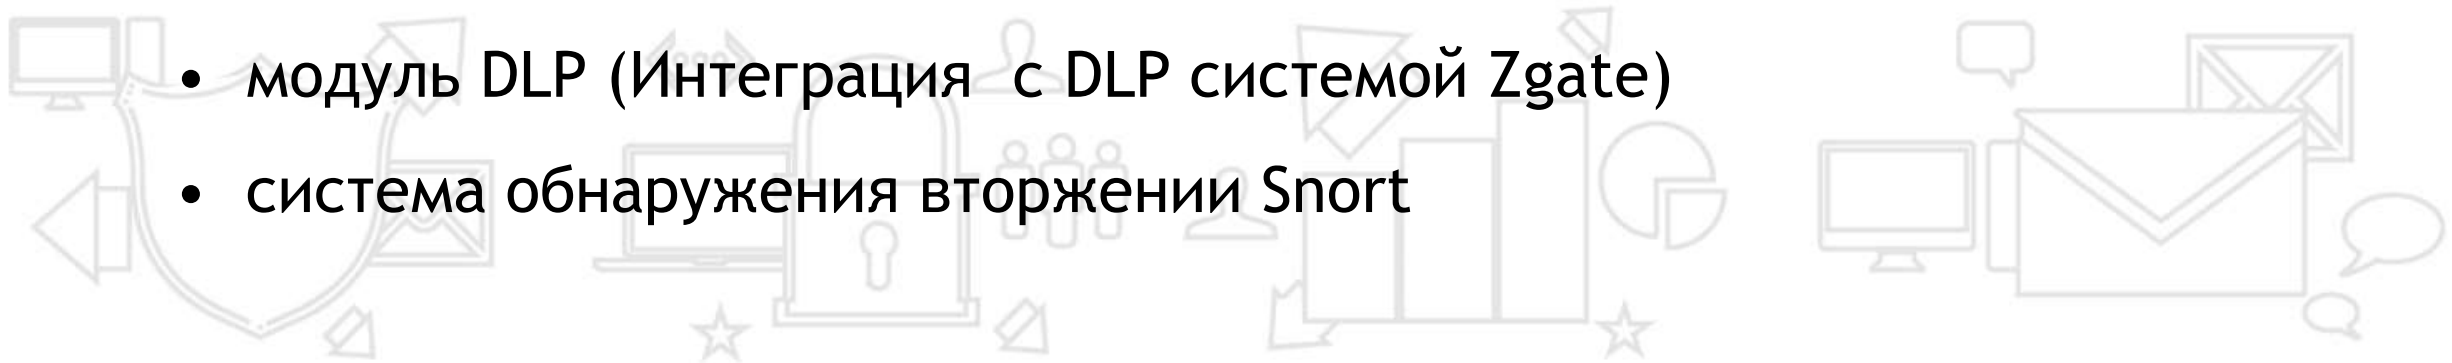 • модуль DLP (Интеграция  с DLP системой Zgate)
• система обнаружения вторжении Snort